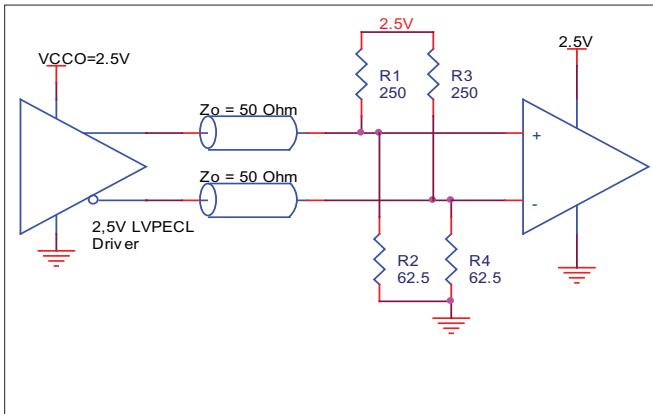 2.5V
VCCO=2.5V
2.5V
R1
250
R3
250
Zo = 50 Ohm
+
Zo = 50 Ohm
-
2,5V LVPECL
Driver
R2
62.5
R4
62.5